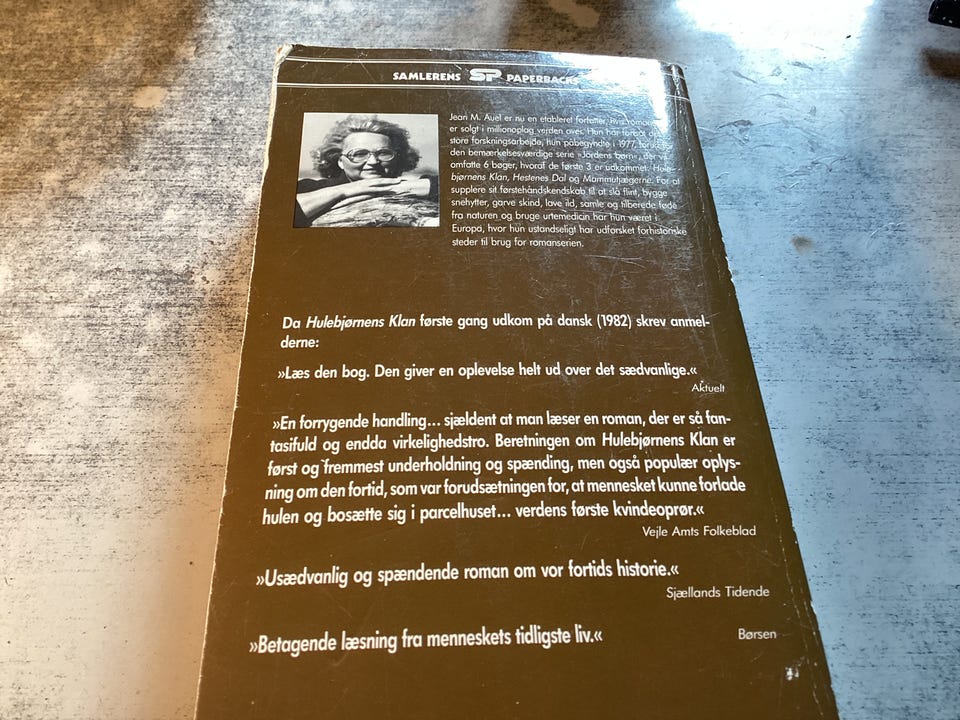 SAMLERENS SP PAPERBACKS
Jean M. Auel er nu en etableret forfatter, hvis roman
er solgt i millionoplag verden over. Hun har
store forskningsarbejde, hun påbegyndte i 1977,
den bemærkelsesværdige serie »Jordens børn«, der vil
omfatte 6 bøger, hvoraf de første 3 er udkommet: Hule-
bjørnens Klan, Hestenes Dal og Mammutjægerne. For at
supplere sit førstehåndskendskab til at slå flint, bygge
snehytter, garve skind, lave ild, samle og tilberede føde
fra naturen og bruge urtemedicin har hun været i
Europa, hvor hun ustandseligt har udforsket forhistoriske
steder til brug for romanserien.
Da Hulebjørnens Klan første gang udkom på dansk (1982) skrev anmel-
derne:
»Læs den bog. Den giver en oplevelse helt ud over det sædvanlige.«
Aktuelt
»En forrygende handling... sjældent at man læser en roman, der er så fan-
tasifuld og endda virkelighedstro. Beretningen om Hulebjørnens Klan er
først og fremmest underholdning og spænding, men også populær oplys-
ning om den fortid, som var forudsætningen for, at mennesket kunne forlade
hulen og bosætte sig i parcelhuset... verdens første kvindeoprør.«
Vejle Amts Folkeblad
»Usædvanlig og spændende roman om vor fortids historie.«
Sjællands Tidende
»Betagende læsning fra menneskets tidligste liv.«
Børsen